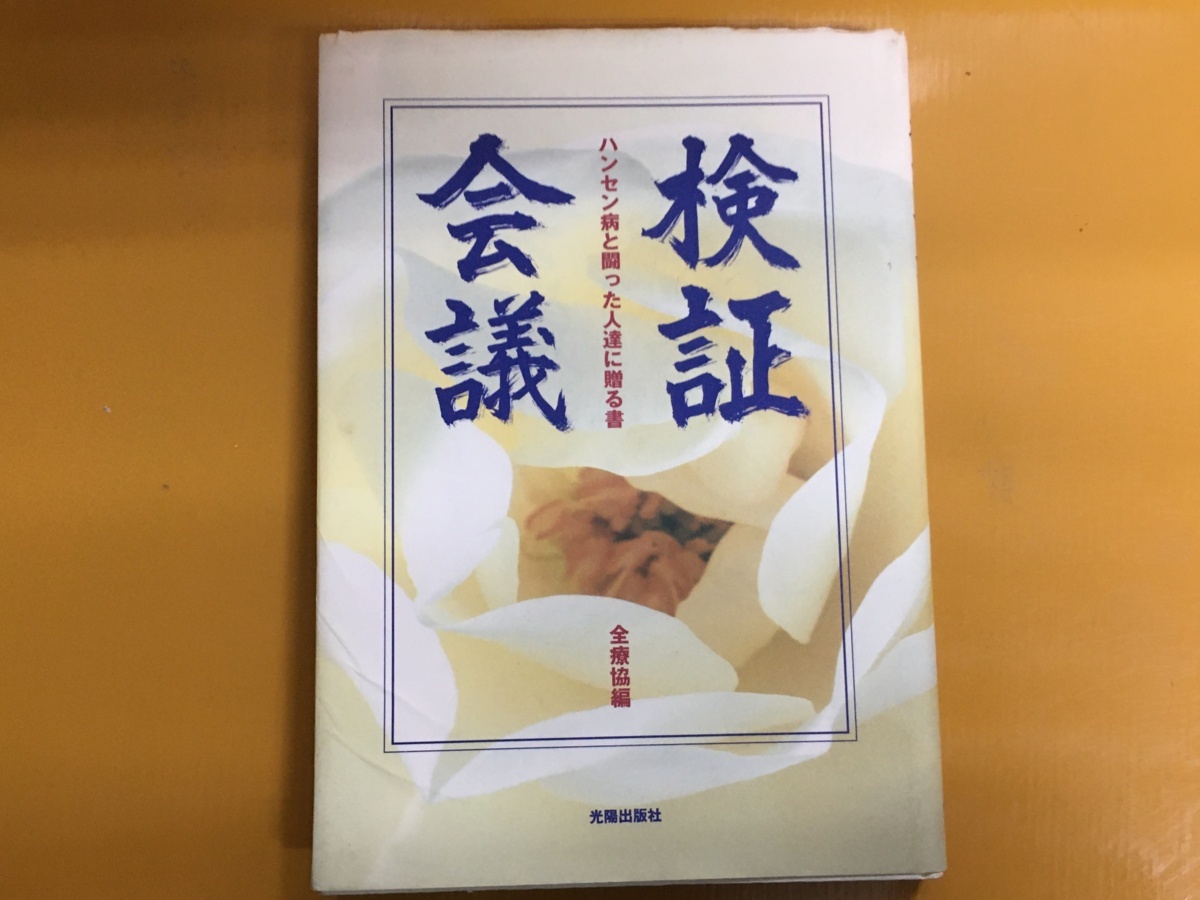 検証
会議
ハンセン病と闘った人達に贈る書
全療協編
光陽出版社